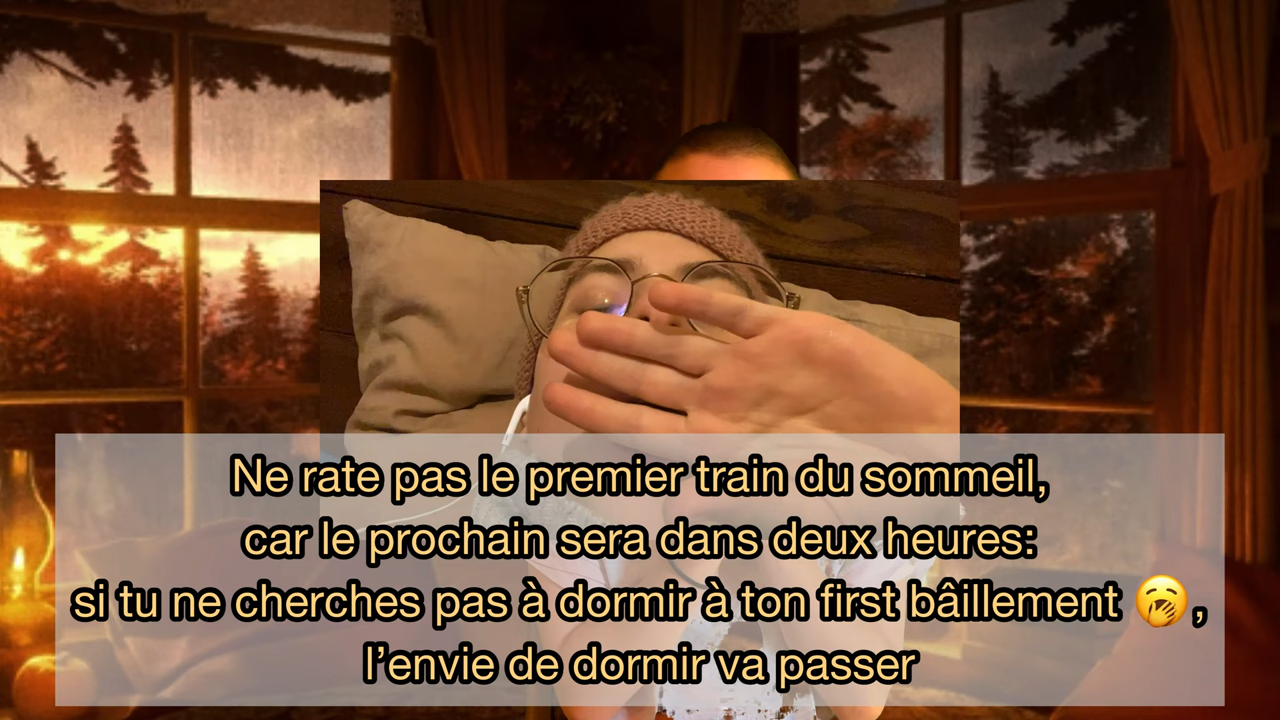 Ne rate pas le premier train du sommeil,
car le prochain sera dans deux heures:
si tu ne cherches pas à dormir à ton first bâillement 🥱,
l’envie de dormir va passer